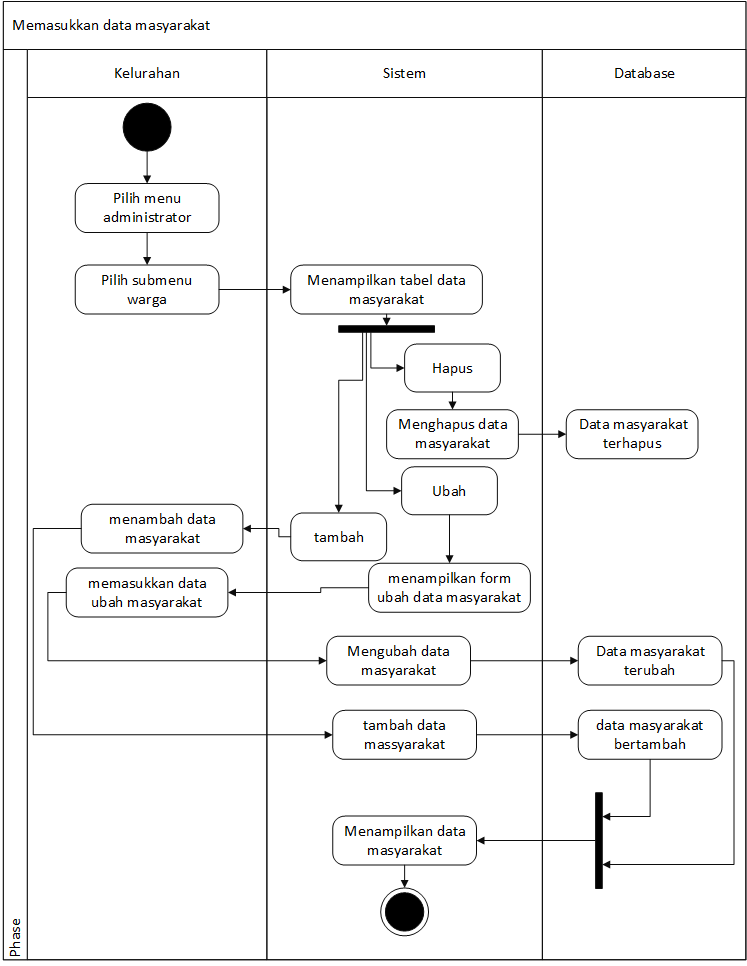 Memasukkan data masyarakat
Kelurahan
Sistem
Database
Pilih menu
administrator
Pilih submenu
warga
Menampilkan tabel data
masyarakat
Hapus
Menghapus data
masyarakat
Data masyarakat
terhapus
Ubah
menambah data
masyarakat
tambah
memasukkan data
ubah masyarakat
menampilkan form
ubah data masyarakat
Mengubah data
masyarakat
Data masyarakat
terubah
tambah data
massyarakat
data masyarakat
bertambah
Menampilkan data
masyarakat
Phase